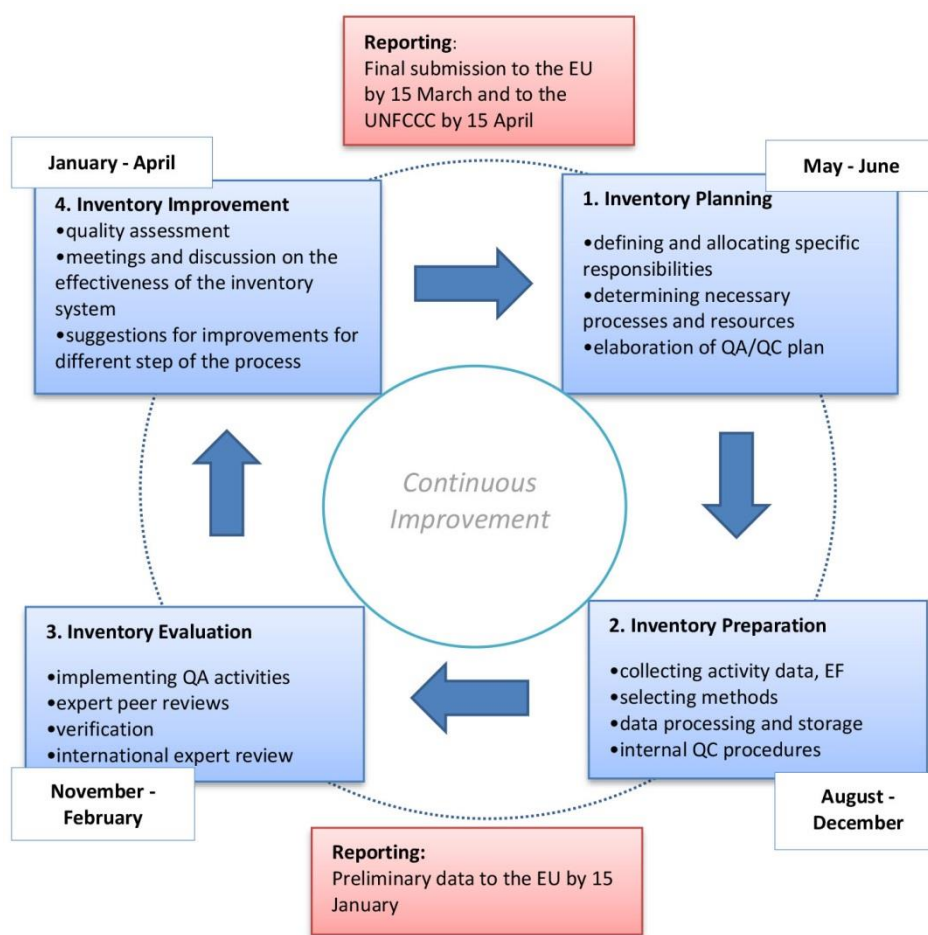 Reporting:
Final submission to the EU
by 15 March and to the
UNFCCC by 15 April
January - April
4. Inventory Improvement
•quality assessment
•meetings and discussion on the
effectiveness of the inventory
system
•suggestions for improvements for
different step of the process
May - June
1. Inventory Planning
•defining and allocating specific
responsibilities
•determining necessary
processes and resources
•elaboration of QA/QC plan
Continuous
Improvement
3. Inventory Evaluation
•implementing QA activities
•expert peer reviews
•verification
•international expert review
November -
February
2. Inventory Preparation
•collecting activity data, EF
•selecting methods
•data processing and storage
•internal QC procedures
August -
December
Reporting:
Preliminary data to the EU by 15
January